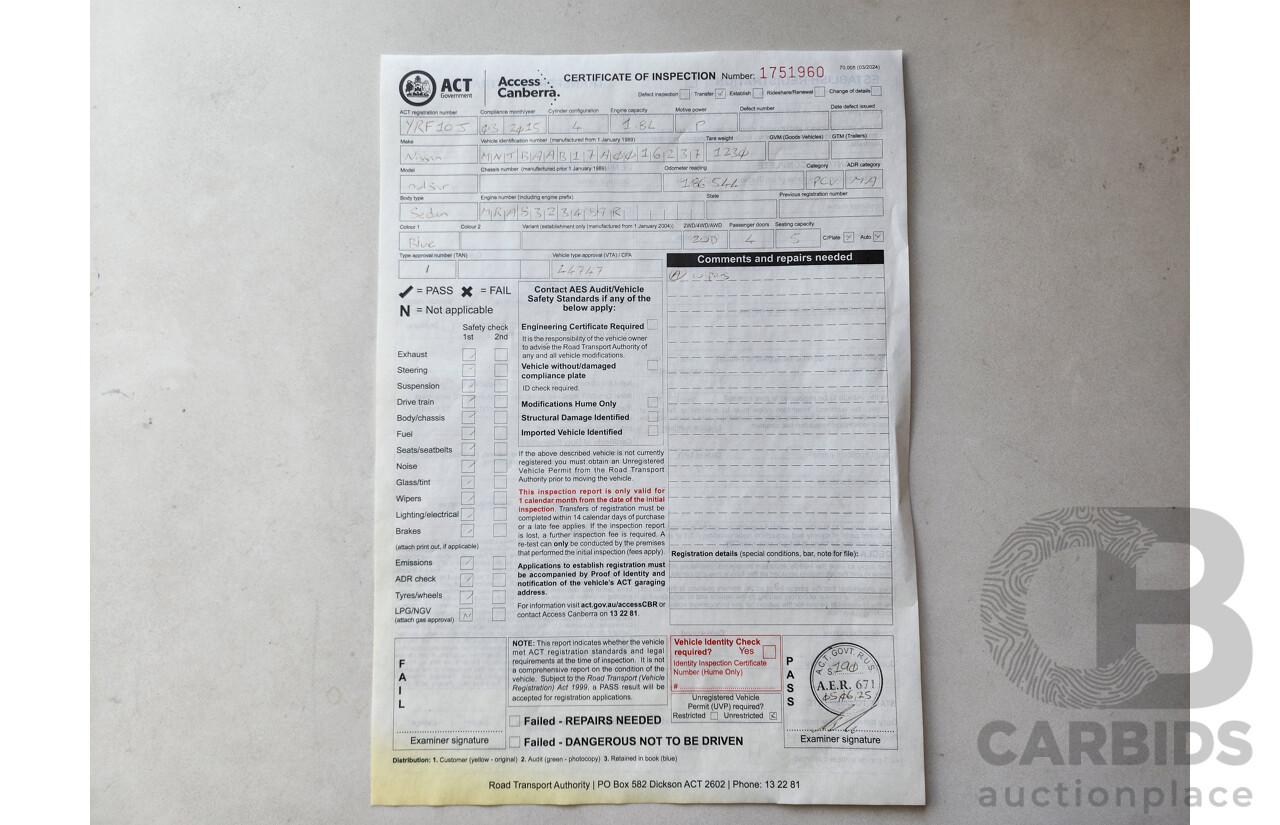 ACT
Government
Access
Canberra.
CERTIFICATE OF INSPECTION Number: 1751960
70.008 (03/2024)
Defect inspection Transfer Establish Rideshare/Renewal Change of details
ACT registration number Compliance month/year Cylinder configuration Engine capacity Motive power Defect number Date defect issued
YRF10J 03 2015 4 1.8L P
Make Vehicle identification number (manufactured from 1 January 1989) Tare weight GVM (Goods Vehicles) GTM (Trailers)
Nissan MNTBAAB17A0016237 1230
Model Chassis number (manufactured prior 1 January 1989) Odometer reading Category ADR category
PCV MA
Body type Engine number (including engine prefix) State Previous registration number
Sedan
Colour 1 Colour 2 Variant (establishment only (manufactured from 1 January 2004)) 2WD/4WD/AWD Passenger doors Seating capacity
Blue 2WD 4 5 C/Plate Auto
Type approval number (TAN) Vehicle type approval (VTA) / CPA
/ 44747
Comments and repairs needed
✓ = PASS ✖ = FAIL
N = Not applicable
Safety check
1st 2nd
Exhaust
Steering
Suspension
Drive train
Body/chassis
Fuel
Seats/seatbelts
Noise
Glass/tint
Wipers
Lighting/electrical
Brakes
(attach print out, if applicable)
Emissions
ADR check
Tyres/wheels
LPG/NGV N
(attach gas approval)
Contact AES Audit/Vehicle
Safety Standards if any of the
below apply:
Engineering Certificate Required
It is the responsibility of the vehicle owner
to advise the Road Transport Authority of
any and all vehicle modifications.
Vehicle without/damaged
compliance plate
ID check required.
Modifications Hume Only
Structural Damage Identified
Imported Vehicle Identified
If the above described vehicle is not currently
registered you must obtain an Unregistered
Vehicle Permit from the Road Transport
Authority prior to moving the vehicle.
This inspection report is only valid for
1 calendar month from the date of the initial
inspection. Transfers of registration must be
completed within 14 calendar days of purchase
or a late fee applies. If the inspection report
is lost, a further inspection fee is required. A
re-test can only be conducted by the premises
that performed the initial inspection (fees apply).
Applications to establish registration must
be accompanied by Proof of Identity and
notification of the vehicle's ACT garaging
address.
For information visit act.gov.au/accessCBR or
contact Access Canberra on 13 22 81.
Registration details (special conditions, bar, note for file):
FAIL
Examiner signature
NOTE: This report indicates whether the vehicle
met ACT registration standards and legal
requirements at the time of inspection. It is not
a comprehensive report on the condition of the
vehicle. Subject to the Road Transport (Vehicle
Registration) Act 1999, a PASS result will be
accepted for registration applications.
Failed - REPAIRS NEEDED
Failed - DANGEROUS NOT TO BE DRIVEN
Vehicle Identity Check
required? Yes
Identity Inspection Certificate
Number (Hume Only)
#
Unregistered Vehicle
Permit (UVP) required?
Restricted Unrestricted
PASS
A.C.T. GOVT. R.U.S.
A.E.R. 671
Examiner signature
Distribution: 1. Customer (yellow - original) 2. Audit (green - photocopy) 3. Retained in book (blue)
Road Transport Authority | PO Box 582 Dickson ACT 2602 | Phone: 13 22 81
CB
CARBIDS
auctionplace